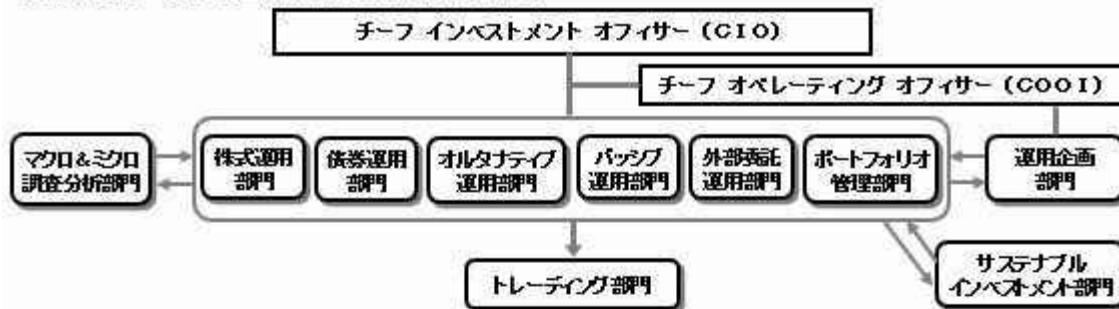 チーフ インベストメント オフィサー (CIO)
チーフ オペレーティング オフィサー (COOI)
マクロ&ミクロ
調査分析部門
株式運用
部門
債券運用
部門
オルタナティブ
運用部門
パッシブ
運用部門
外部委託
運用部門
ポートフォリオ
管理部門
運用企画
部門
トレーディング部門
サステナブル
インベストメント部門